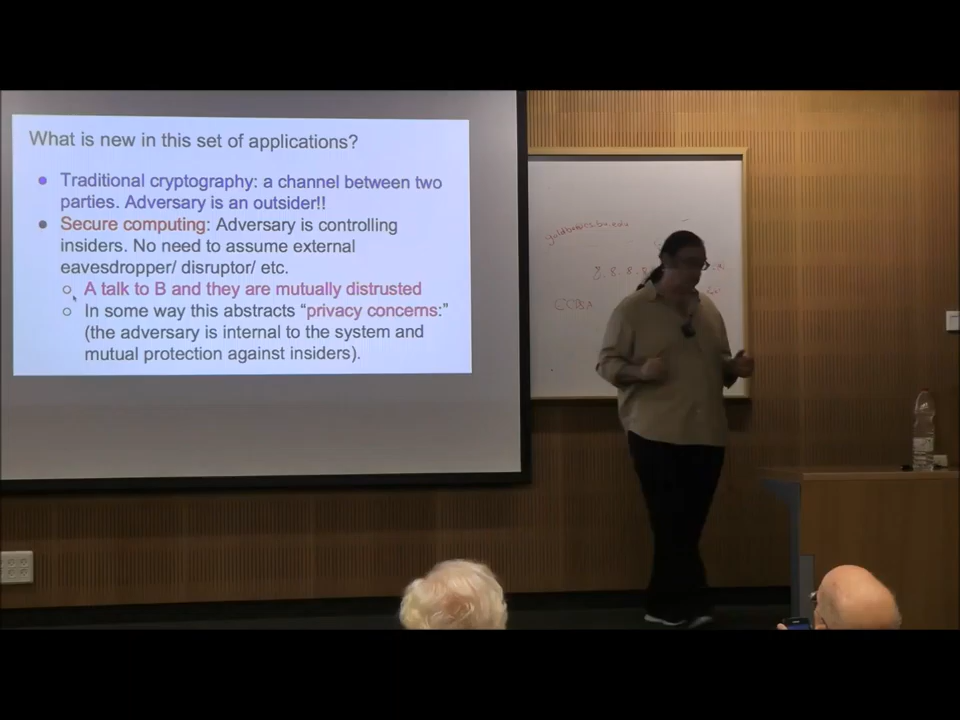 What is new in this set of applications?
● Traditional cryptography: a channel between two
parties. Adversary is an outsider!!
● Secure computing: Adversary is controlling
insiders. No need to assume external
eavesdropper/ disruptor/ etc.
○ A talk to B and they are mutually distrusted
○ In some way this abstracts “privacy concerns:”
(the adversary is internal to the system and
mutual protection against insiders).